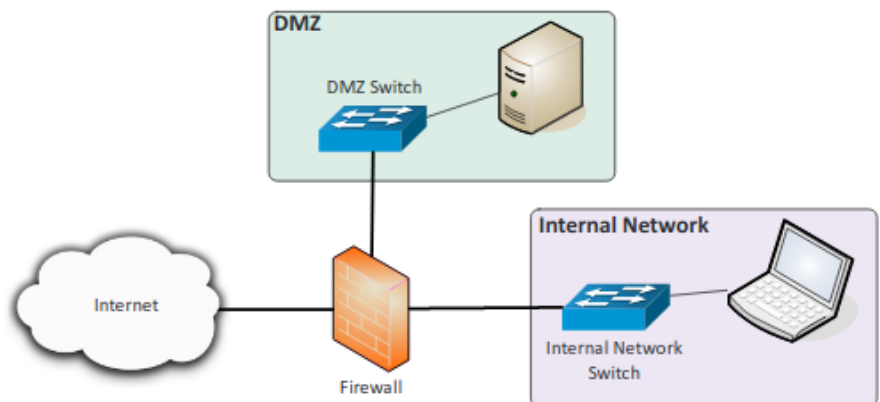 DMZ
DMZ Switch
Internal Network
Internet
Internal Network
Switch
Firewall